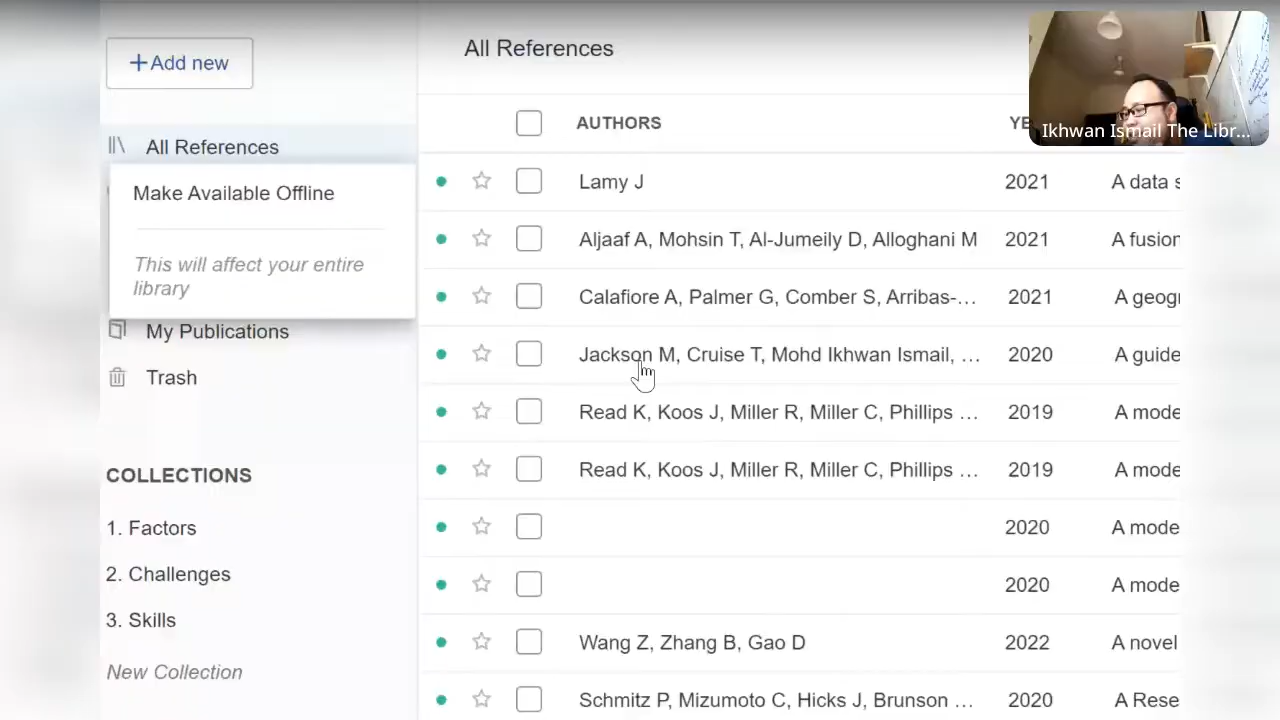 +Add new
All References
Make Available Offline
This will affect your entire
library
My Publications
Trash
COLLECTIONS
1. Factors
2. Challenges
3. Skills
New Collection
All References
AUTHORS YE
Lamy J 2021 A data s
Aljaaf A, Mohsin T, Al-Jumeily D, Alloghani M 2021 A fusion
Calafiore A, Palmer G, Comber S, Arribas-... 2021 A geogr
Jackson M, Cruise T, Mohd Ikhwan Ismail, ... 2020 A guide
Read K, Koos J, Miller R, Miller C, Phillips ... 2019 A mode
Read K, Koos J, Miller R, Miller C, Phillips ... 2019 A mode
2020 A mode
2020 A mode
Wang Z, Zhang B, Gao D 2022 A novel
Schmitz P, Mizumoto C, Hicks J, Brunson ... 2020 A Rese
Ikhwan Ismail The Libr...